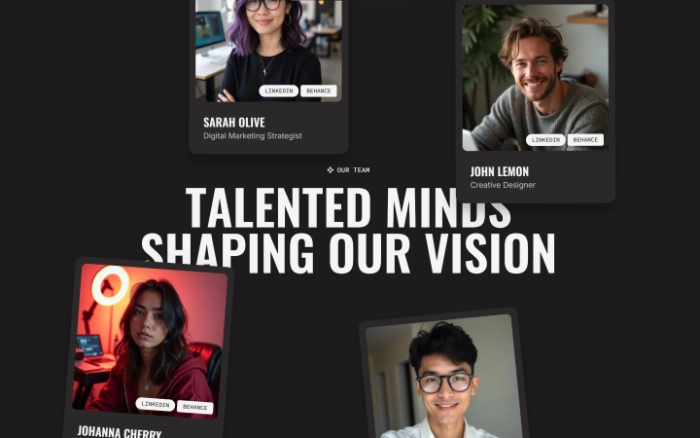 LINKEDIN BEHANCE
SARAH OLIVE
Digital Marketing Strategist
LINKEDIN BEHANCE
JOHN LEMON
Creative Designer
OUR TEAM
TALENTED MINDS
SHAPING OUR VISION
LINKEDIN BEHANCE
JOHANNA CHERRY